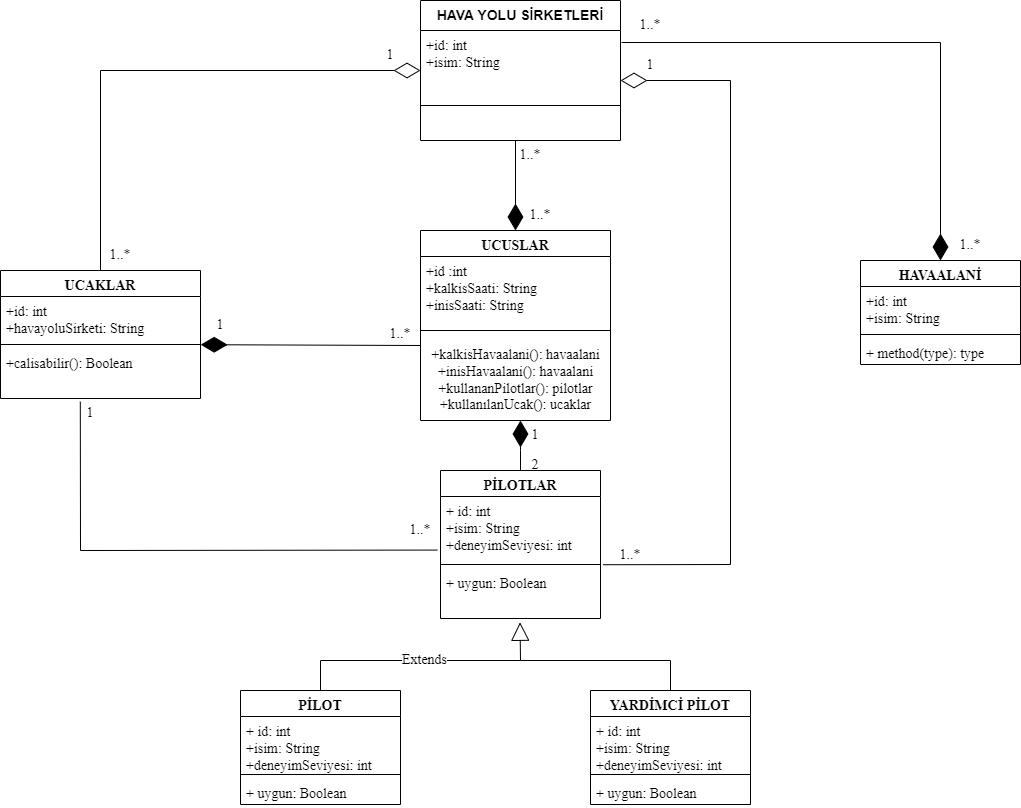 HAVA YOLU SİRKETLERİ
+id: int
+isim: String
1..*
1
1
1..*
1..*
1..*
1..*
UCUSLAR
+id :int
+kalkisSaati: String
+inisSaati: String
+kalkisHavaalani(): havaalani
+inisHavaalani(): havaalani
+kullananPilotlar(): pilotlar
+kullanılanUcak(): ucaklar
UCAKLAR
+id: int
+havayoluSirketi: String
+calisabilir(): Boolean
HAVAALANİ
+id: int
+isim: String
+ method(type): type
1
1..*
1
1
2
PİLOTLAR
+ id: int
+isim: String
+deneyimSeviyesi: int
+ uygun: Boolean
1..*
1..*
Extends
PİLOT
+ id: int
+isim: String
+deneyimSeviyesi: int
+ uygun: Boolean
YARDİMCİ PİLOT
+ id: int
+isim: String
+deneyimSeviyesi: int
+ uygun: Boolean